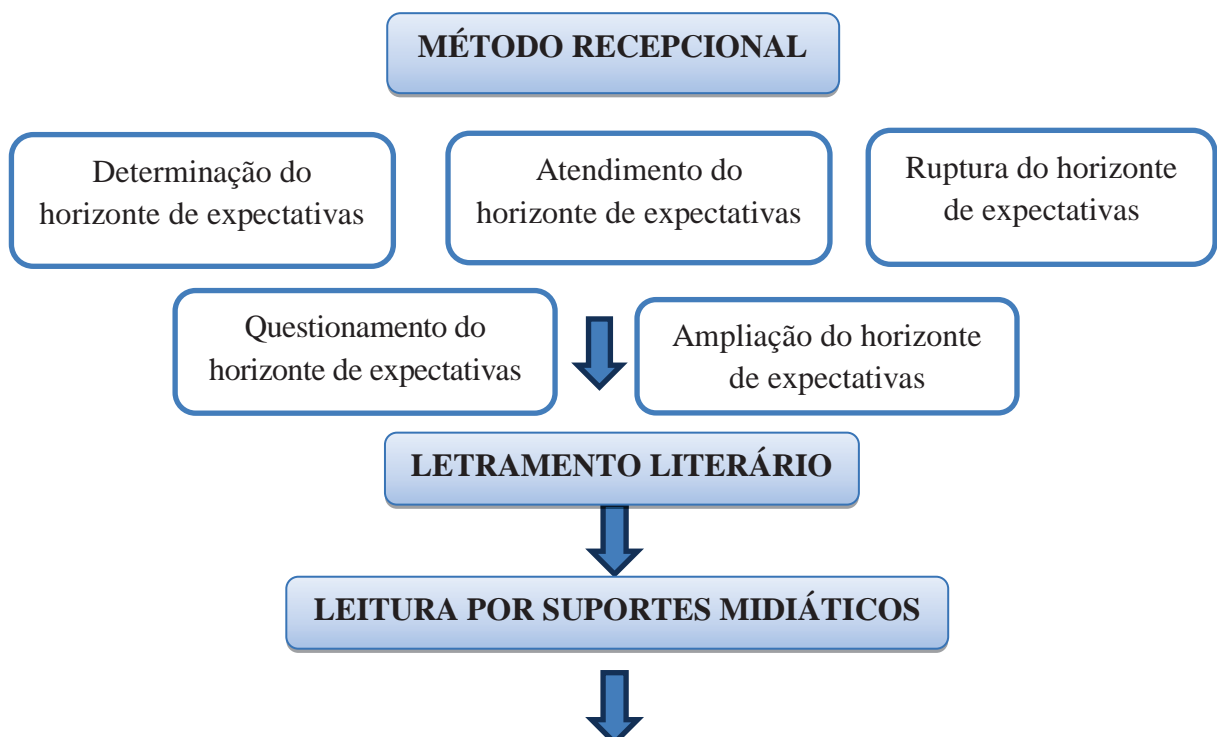 MÉTODO RECEPCIONAL
Determinação do
horizonte de expectativas
Atendimento do
horizonte de expectativas
Ruptura do horizonte
de expectativas
Questionamento do
horizonte de expectativas
Ampliação do horizonte
de expectativas
LETRAMENTO LITERÁRIO
LEITURA POR SUPORTES MIDIÁTICOS